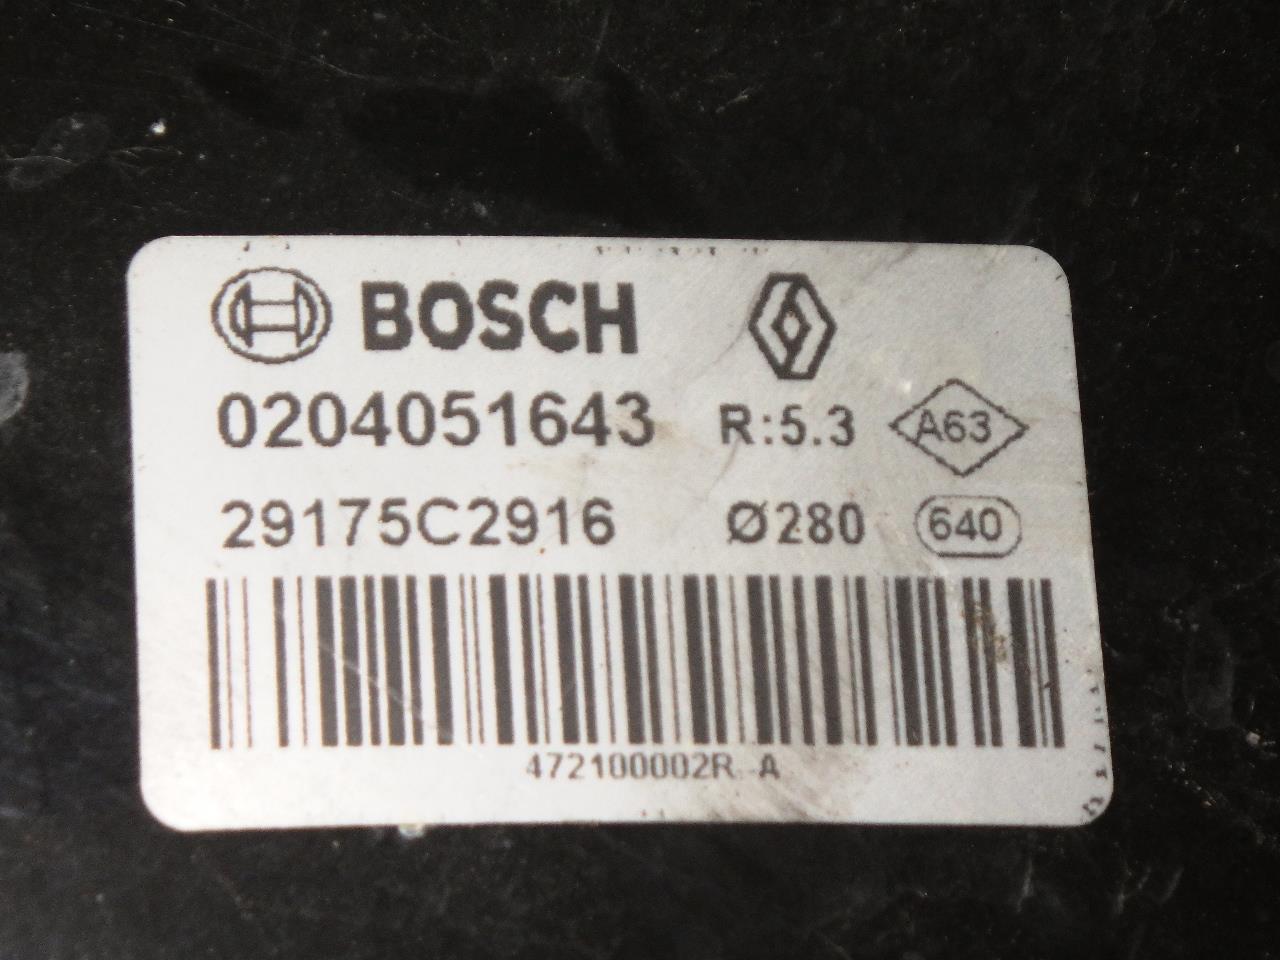 BOSCH
0204051643 R:5.3 A63
29175C2916 Ø280 640
472100002R A